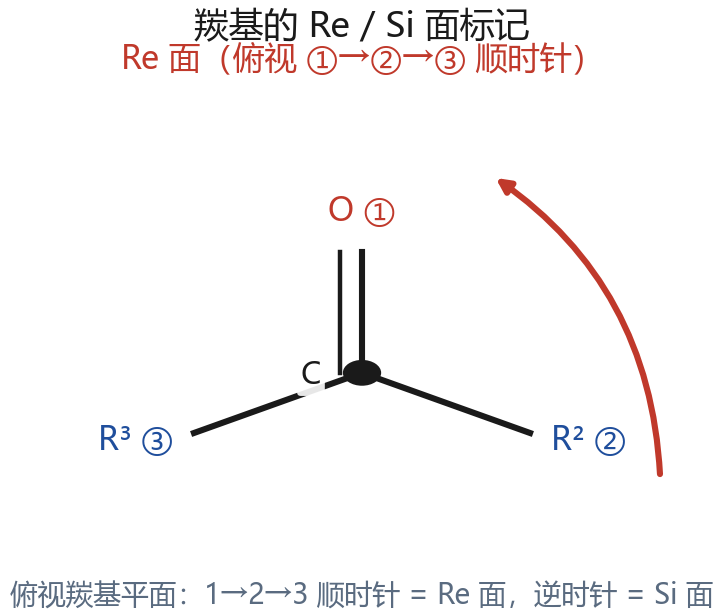 羰基的 Re / Si 面标记
Re 面（俯视 ①→②→③ 顺时针）
O ①
C
R³ ③
R² ②
俯视羰基平面：1→2→3 顺时针 = Re 面，逆时针 = Si 面